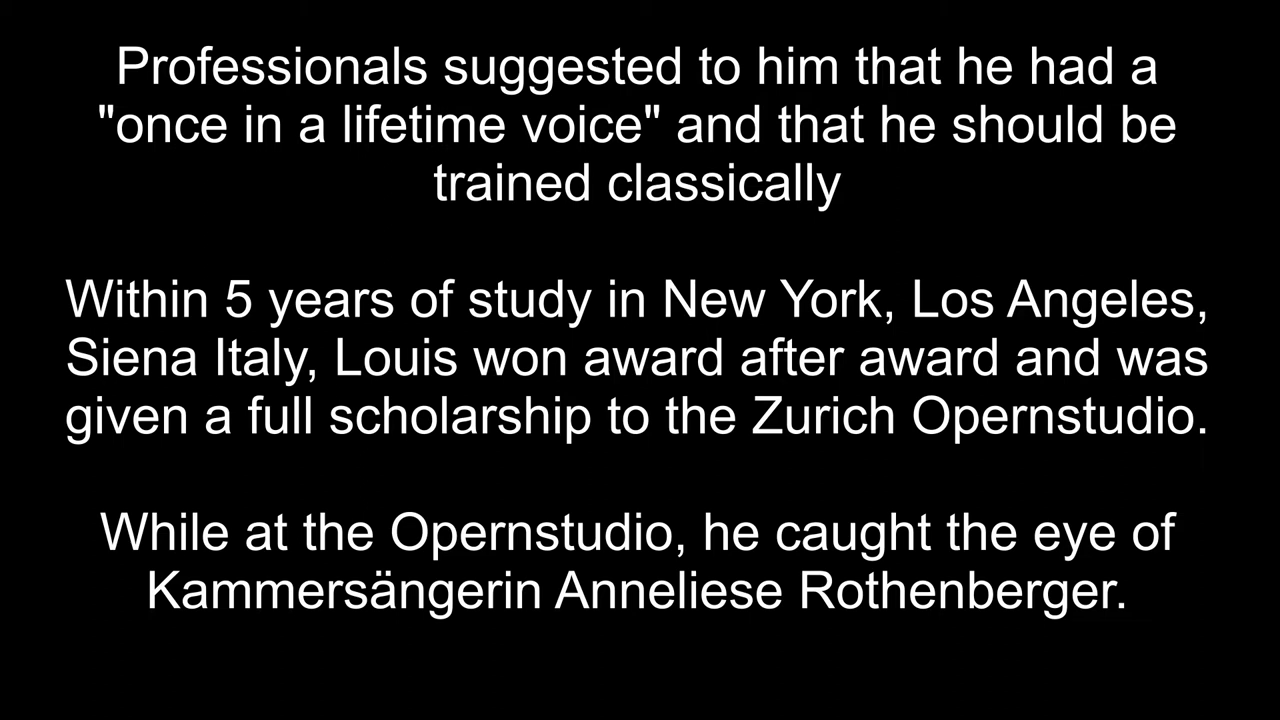 Professionals suggested to him that he had a
"once in a lifetime voice" and that he should be
trained classically
Within 5 years of study in New York, Los Angeles,
Siena Italy, Louis won award after award and was
given a full scholarship to the Zurich Opernstudio.
While at the Opernstudio, he caught the eye of
Kammersängerin Anneliese Rothenberger.